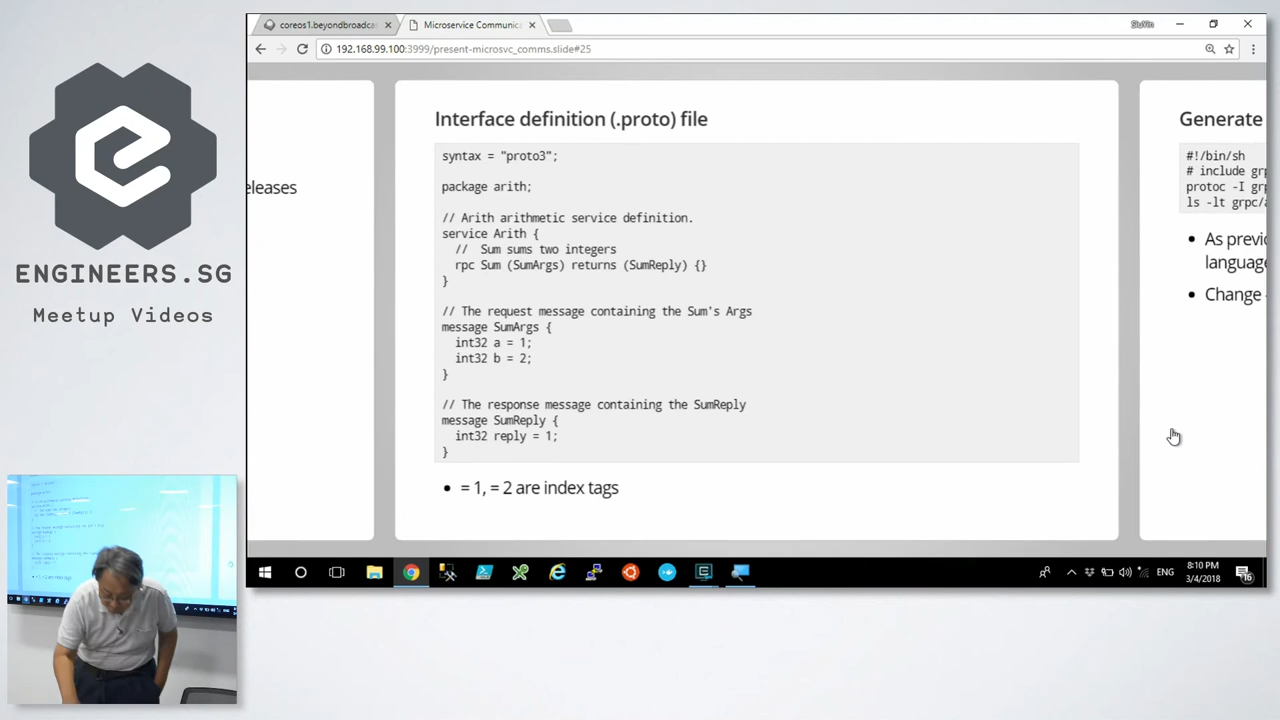 ENGINEERS.SG
Meetup Videos
coreos1.beyondbroadca
Microservice Communica
SiuYin
192.168.99.100:3999/present-microsvc_comms.slide#25
eleases
Interface definition (.proto) file
syntax = "proto3";
package arith;
// Arith arithmetic service definition.
service Arith {
//  Sum sums two integers
rpc Sum (SumArgs) returns (SumReply) {}
}
// The request message containing the Sum's Args
message SumArgs {
int32 a = 1;
int32 b = 2;
}
// The response message containing the SumReply
message SumReply {
int32 reply = 1;
}
• = 1, = 2 are index tags
Generate
#!/bin/sh
# include grp
protoc -I grp
ls -lt grpc/a
• As previo
language
• Change
ENG
8:10 PM
3/4/2018
16